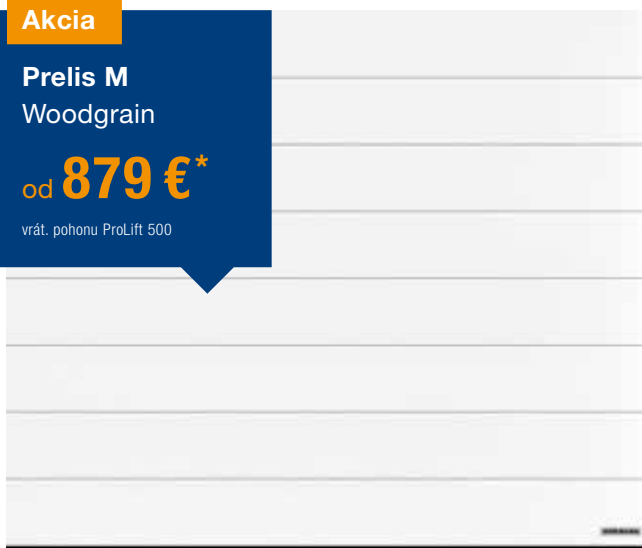 Akcia
Prelis M
Woodgrain
od 879 €*
vrát. pohonu ProLift 500